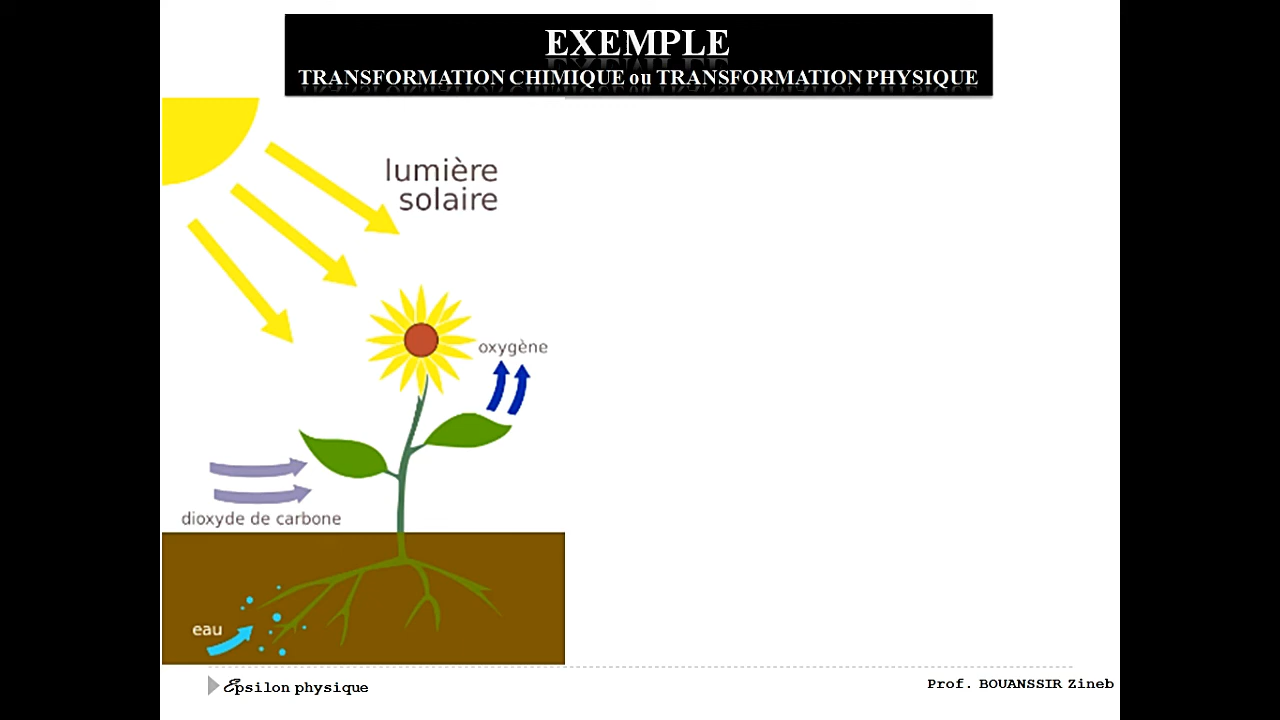 EXEMPLE
TRANSFORMATION CHIMIQUE ou TRANSFORMATION PHYSIQUE
lumière
solaire
oxygène
dioxyde de carbone
eau
Epsilon physique
Prof. BOUANSSIR Zineb